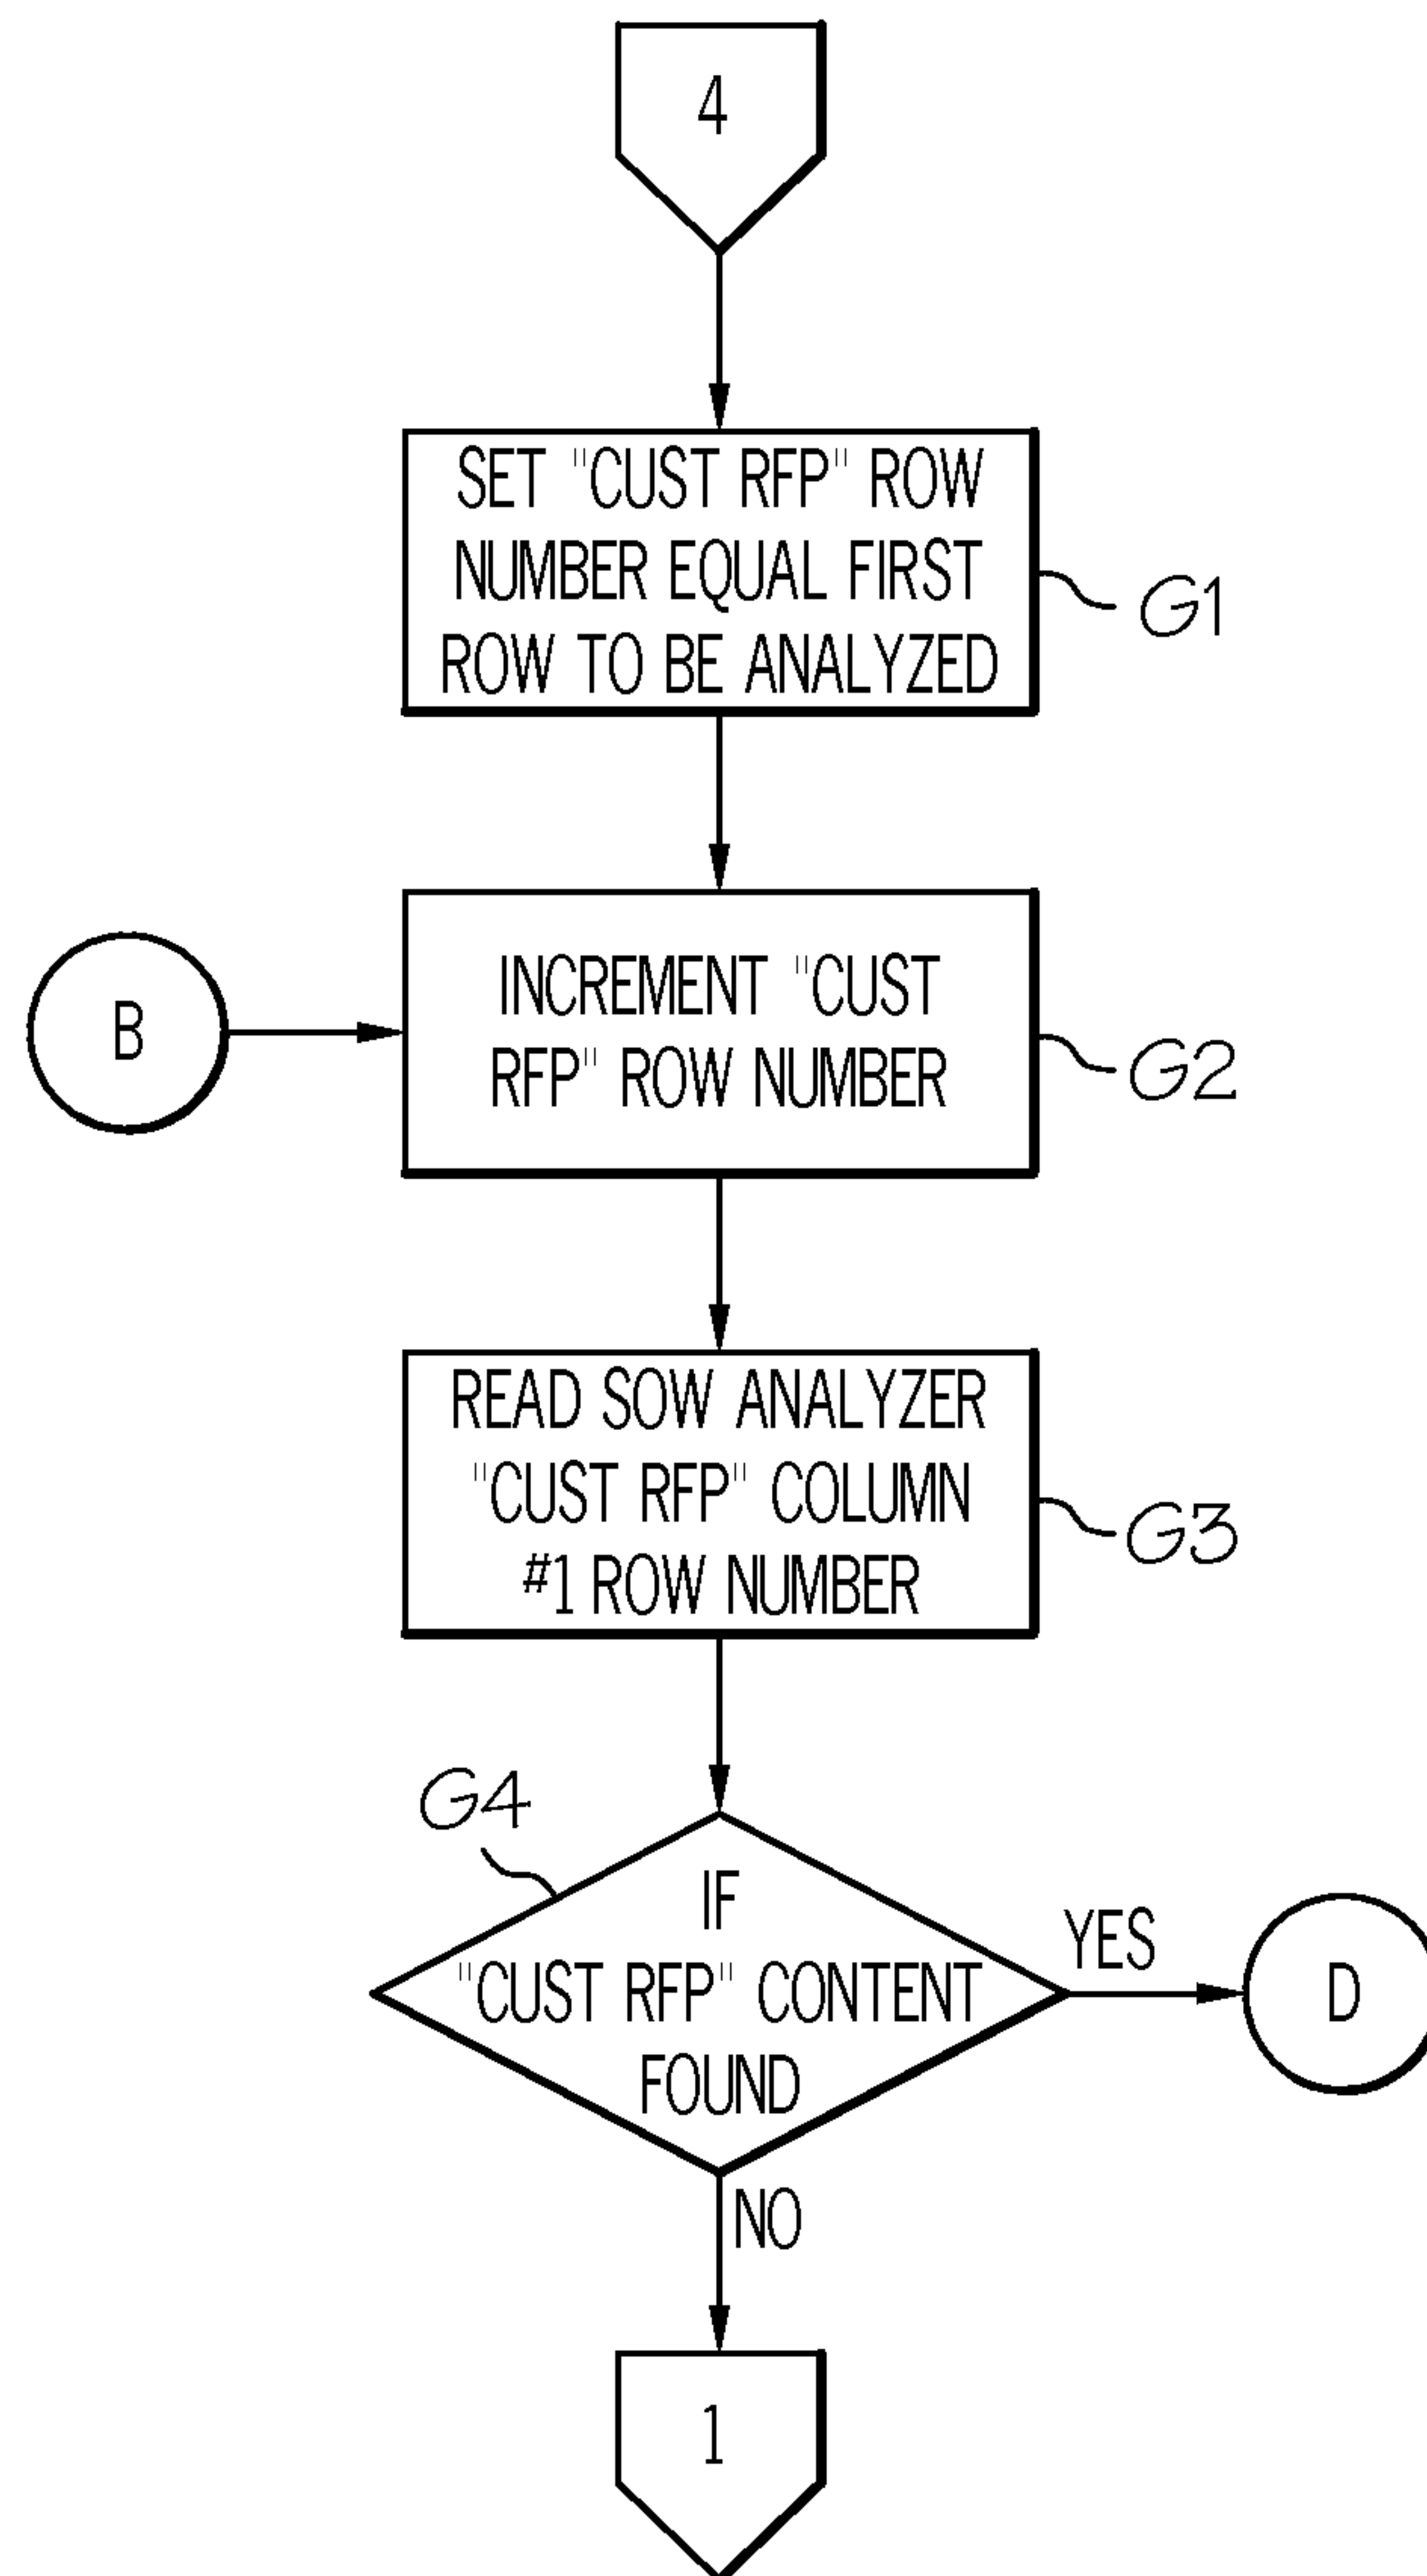 4
SET "CUST RFP" ROW
NUMBER EQUAL FIRST
ROW TO BE ANALYZED
G1
B
INCREMENT "CUST
RFP" ROW NUMBER
G2
READ SOW ANALYZER
"CUST RFP" COLUMN
#1 ROW NUMBER
G3
G4
IF
"CUST RFP" CONTENT
FOUND
YES
D
NO
1